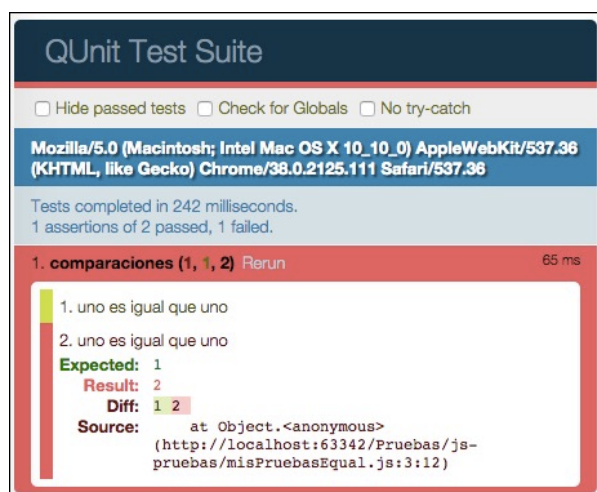 QUnit Test Suite
Hide passed tests Check for Globals No try-catch
Mozilla/5.0 (Macintosh; Intel Mac OS X 10_10_0) AppleWebKit/537.36
(KHTML, like Gecko) Chrome/38.0.2125.111 Safari/537.36
Tests completed in 242 milliseconds.
1 assertions of 2 passed, 1 failed.
1. comparaciones (1, 1, 2) Rerun 65 ms
1. uno es igual que uno
2. uno es igual que uno
Expected: 1
Result: 2
Diff: 1 2
Source: at Object.<anonymous>
(http://localhost:63342/Pruebas/js-
pruebas/misPruebasEqual.js:3:12)